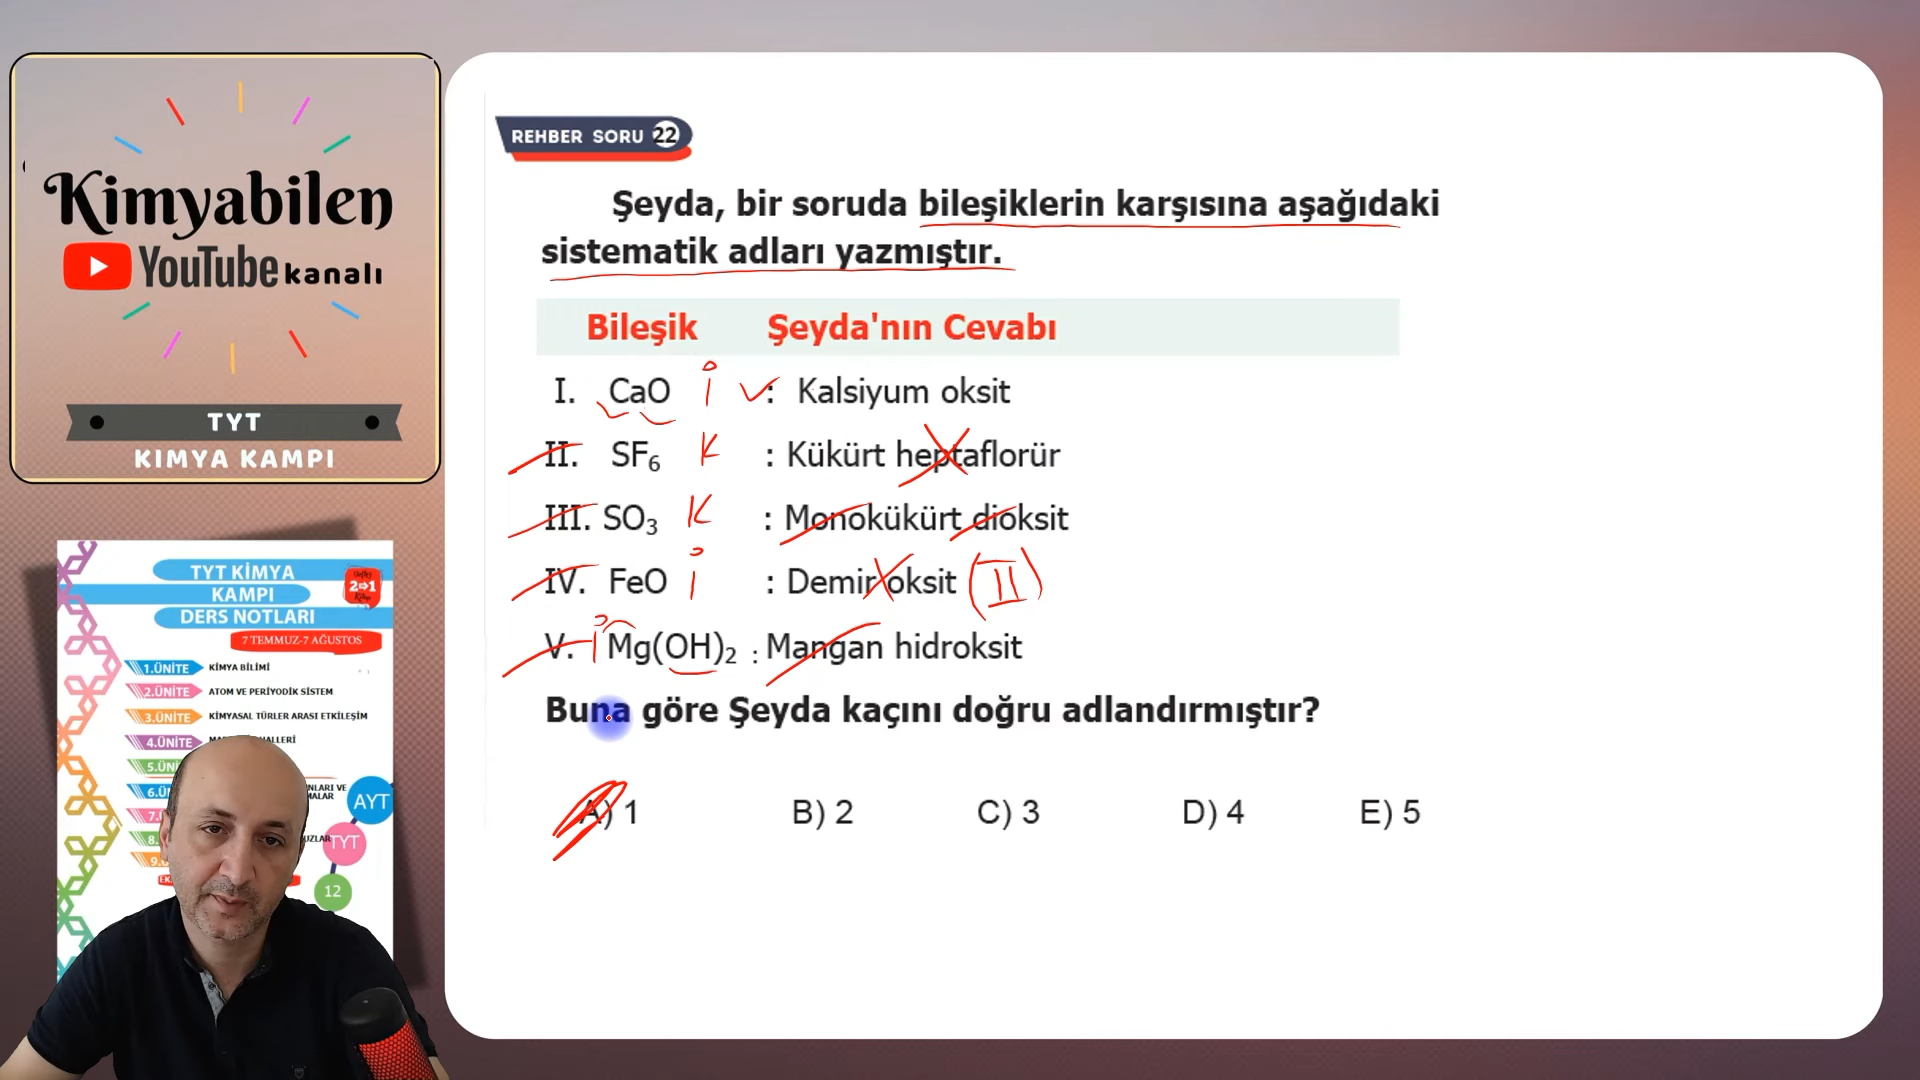 Kimyabilen
YouTube kanalı
TYT
KIMYA KAMPI
TYT KİMYA
KAMPI
DERS NOTLARI
2⇨1
7 TEMMUZ-7 AĞUSTOS
1.ÜNİTE KİMYA BİLİMİ
2.ÜNİTE ATOM VE PERİYODİK SİSTEM
3.ÜNİTE KİMYASAL TÜRLER ARASI ETKİLEŞİM
4.ÜNİTE
AYT
TYT
12
REHBER SORU 22
Şeyda, bir soruda bileşiklerin karşısına aşağıdaki
sistematik adları yazmıştır.
Bileşik Şeyda'nın Cevabı
I. CaO i : Kalsiyum oksit
II. SF₆ K : Kükürt heptaflorür
III. SO₃ K : Monokükürt dioksit
IV. FeO i : Demir oksit (II)
V. i Mg(OH)₂ : Mangan hidroksit
Buna göre Şeyda kaçını doğru adlandırmıştır?
A) 1 B) 2 C) 3 D) 4 E) 5